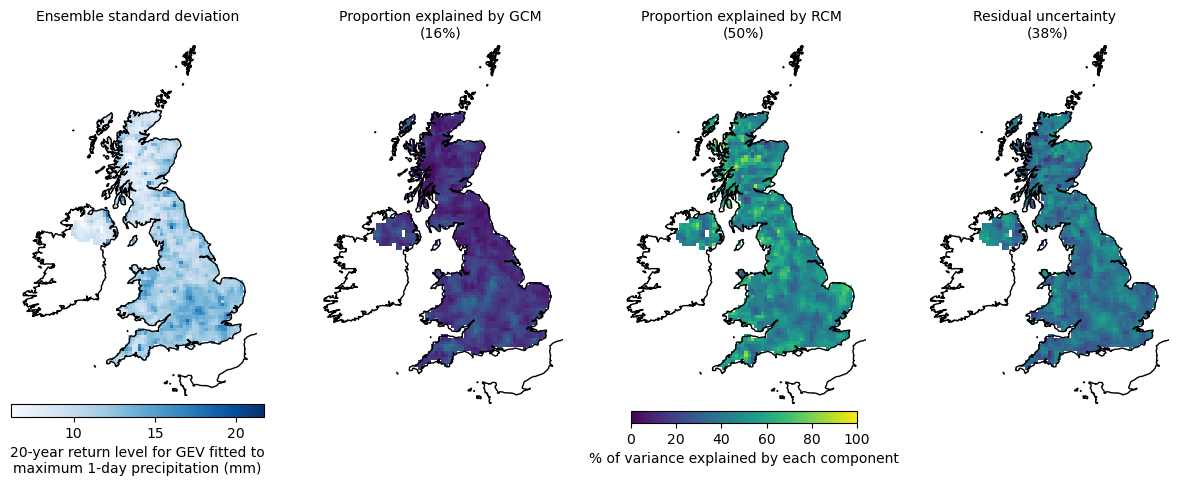 Ensemble standard deviation
Proportion explained by GCM
(16%)
Proportion explained by RCM
(50%)
Residual uncertainty
(38%)
10 15 20
20-year return level for GEV fitted to
maximum 1-day precipitation (mm)
0 20 40 60 80 100
% of variance explained by each component